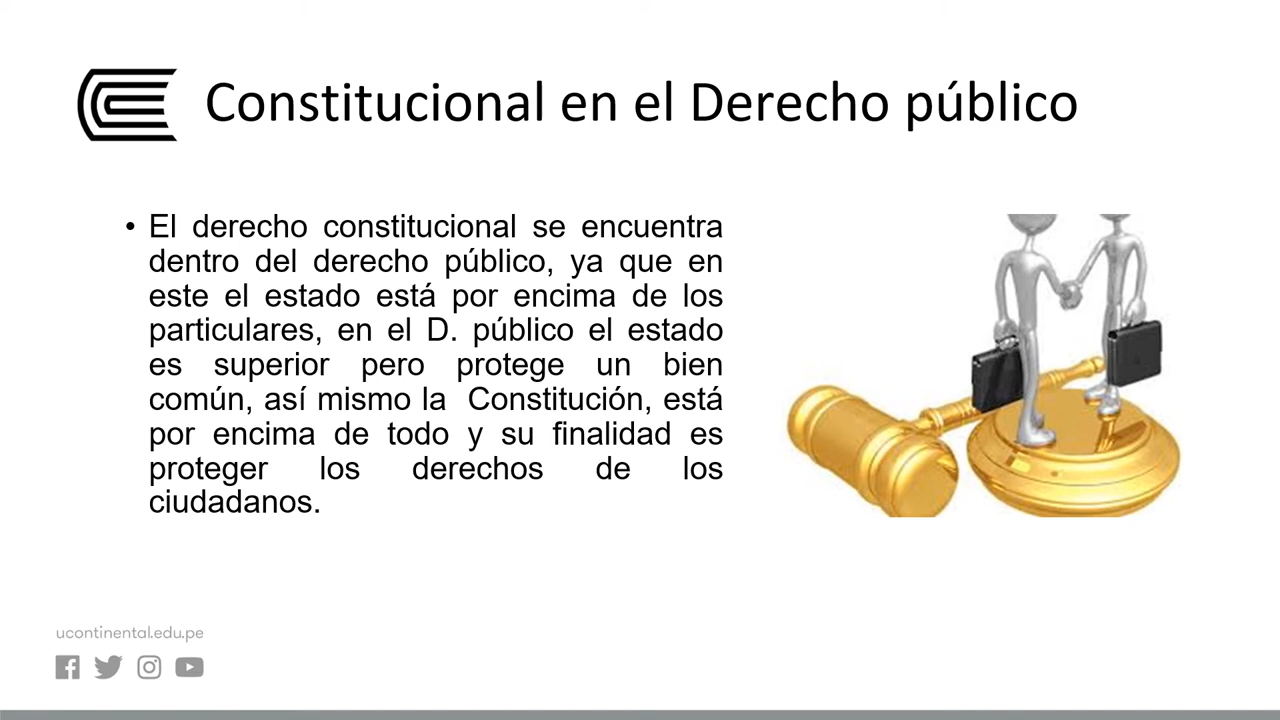 Constitucional en el Derecho público
• El derecho constitucional se encuentra
dentro del derecho público, ya que en
este el estado está por encima de los
particulares, en el D. público el estado
es superior pero protege un bien
común, así mismo la  Constitución, está
por encima de todo y su finalidad es
proteger los derechos de los
ciudadanos.
ucontinental.edu.pe